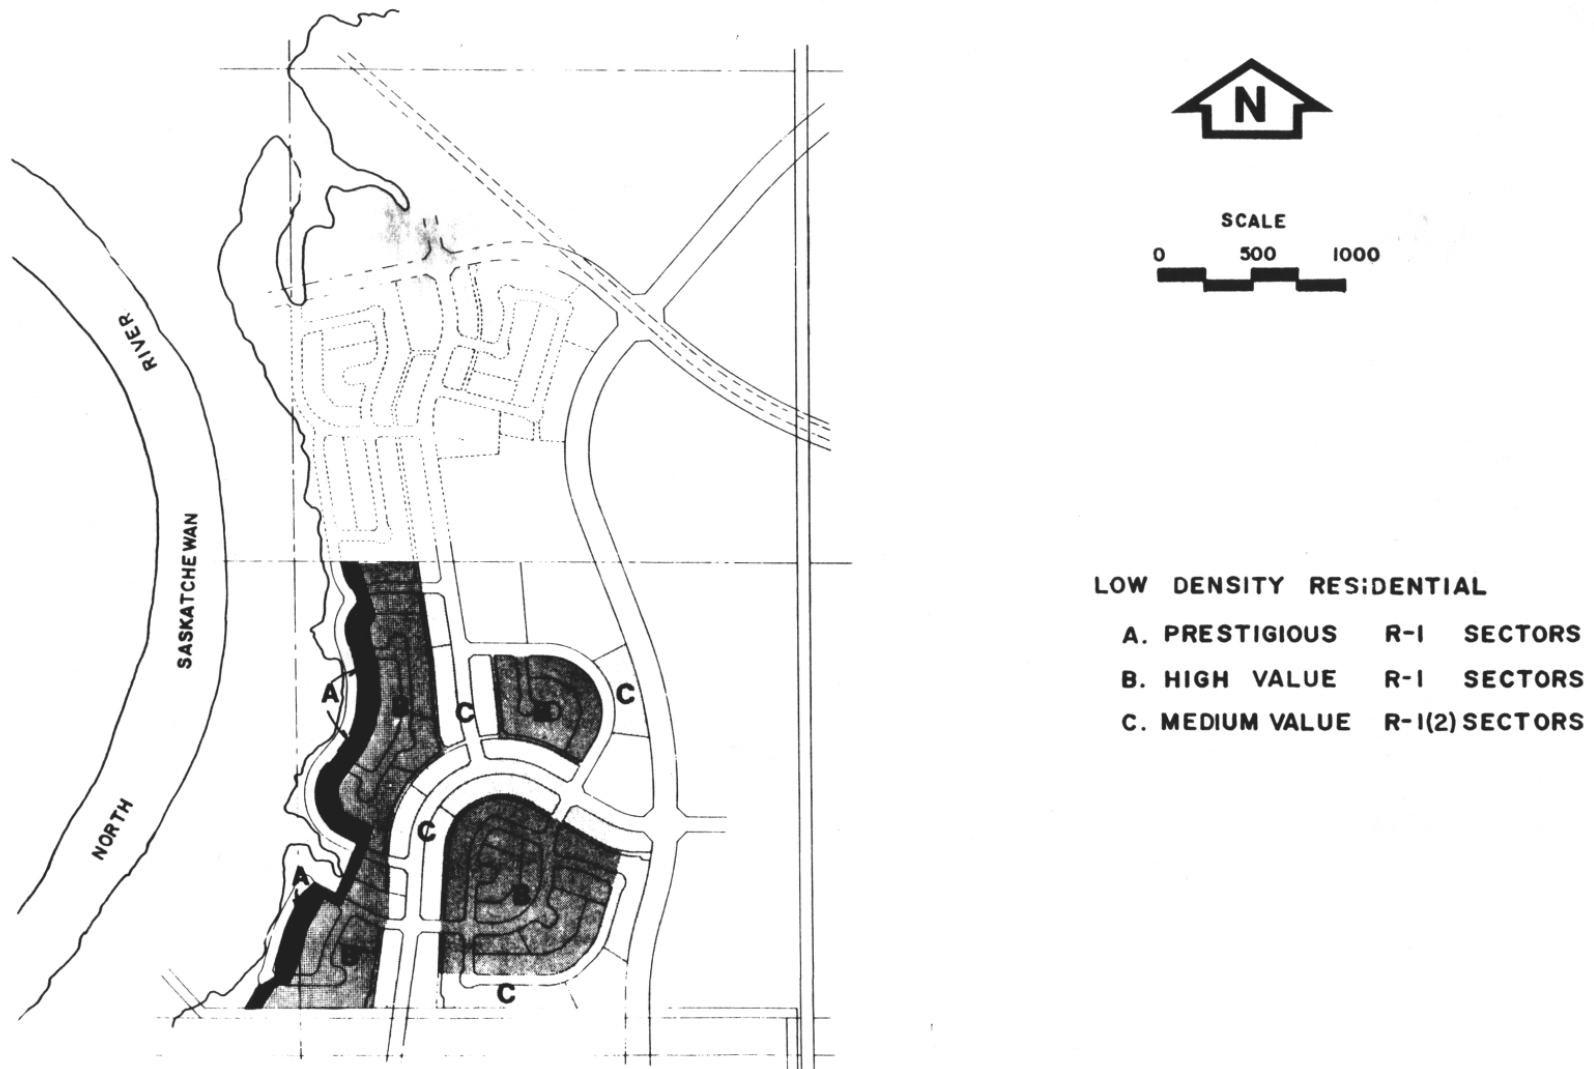 N
SCALE
0 500 1000
RIVER
SASKATCHEWAN
NORTH
LOW DENSITY RESIDENTIAL
A. PRESTIGIOUS R-1 SECTORS
B. HIGH VALUE R-1 SECTORS
C. MEDIUM VALUE R-1(2) SECTORS
A
B
C
B
C
C
A
B
B
C